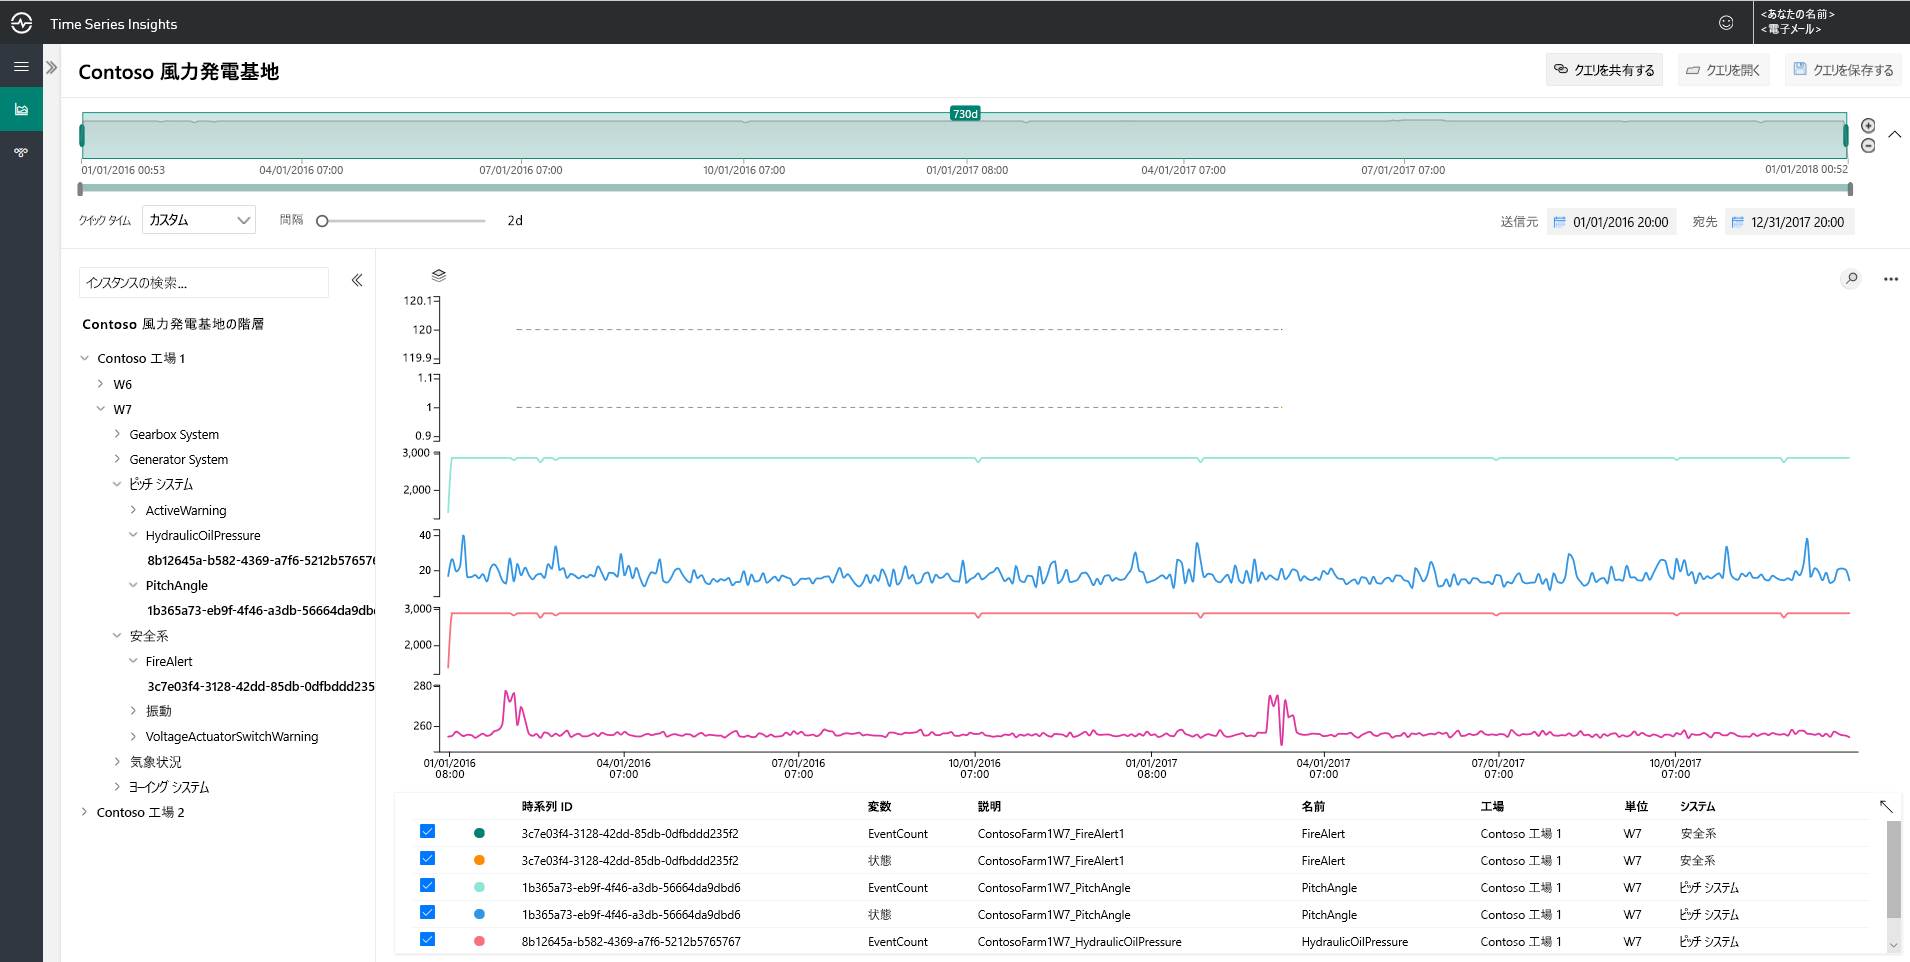 Time Series Insights
<あなたの名前>
<電子メール>
Contoso 風力発電基地
クエリを共有する
クエリを開く
クエリを保存する
730d
01/01/2016 00:53 04/01/2016 07:00 07/01/2016 07:00 10/01/2016 07:00 01/01/2017 08:00 04/01/2017 07:00 07/01/2017 07:00 01/01/2018 00:52
クイック タイム カスタム 間隔 2d 送信元 01/01/2016 20:00 宛先 12/31/2017 20:00
インスタンスの検索...
Contoso 風力発電基地の階層
Contoso 工場 1
W6
W7
Gearbox System
Generator System
ピッチ システム
ActiveWarning
HydraulicOilPressure
8b12645a-b582-4369-a7f6-5212b576576
PitchAngle
1b365a73-eb9f-4f46-a3db-56664da9dbd
安全系
FireAlert
3c7e03f4-3128-42dd-85db-0dfbddd235
振動
VoltageActuatorSwitchWarning
気象状況
ヨーイング システム
Contoso 工場 2
120.1
120
119.9
1.1
1
0.9
3,000
2,000
40
20
3,000
2,000
280
260
01/01/2016 04/01/2016 07/01/2016 10/01/2016 01/01/2017 04/01/2017 07/01/2017 10/01/2017
08:00 07:00 07:00 07:00 08:00 07:00 07:00 07:00
時系列 ID 変数 説明 名前 工場 単位 システム
3c7e03f4-3128-42dd-85db-0dfbddd235f2 EventCount ContosoFarm1W7_FireAlert1 FireAlert Contoso 工場 1 W7 安全系
3c7e03f4-3128-42dd-85db-0dfbddd235f2 状態 ContosoFarm1W7_FireAlert1 FireAlert Contoso 工場 1 W7 安全系
1b365a73-eb9f-4f46-a3db-56664da9dbd6 EventCount ContosoFarm1W7_PitchAngle PitchAngle Contoso 工場 1 W7 ピッチ システム
1b365a73-eb9f-4f46-a3db-56664da9dbd6 状態 ContosoFarm1W7_PitchAngle PitchAngle Contoso 工場 1 W7 ピッチ システム
8b12645a-b582-4369-a7f6-5212b5765767 EventCount ContosoFarm1W7_HydraulicOilPressure HydraulicOilPressure Contoso 工場 1 W7 ピッチ システム